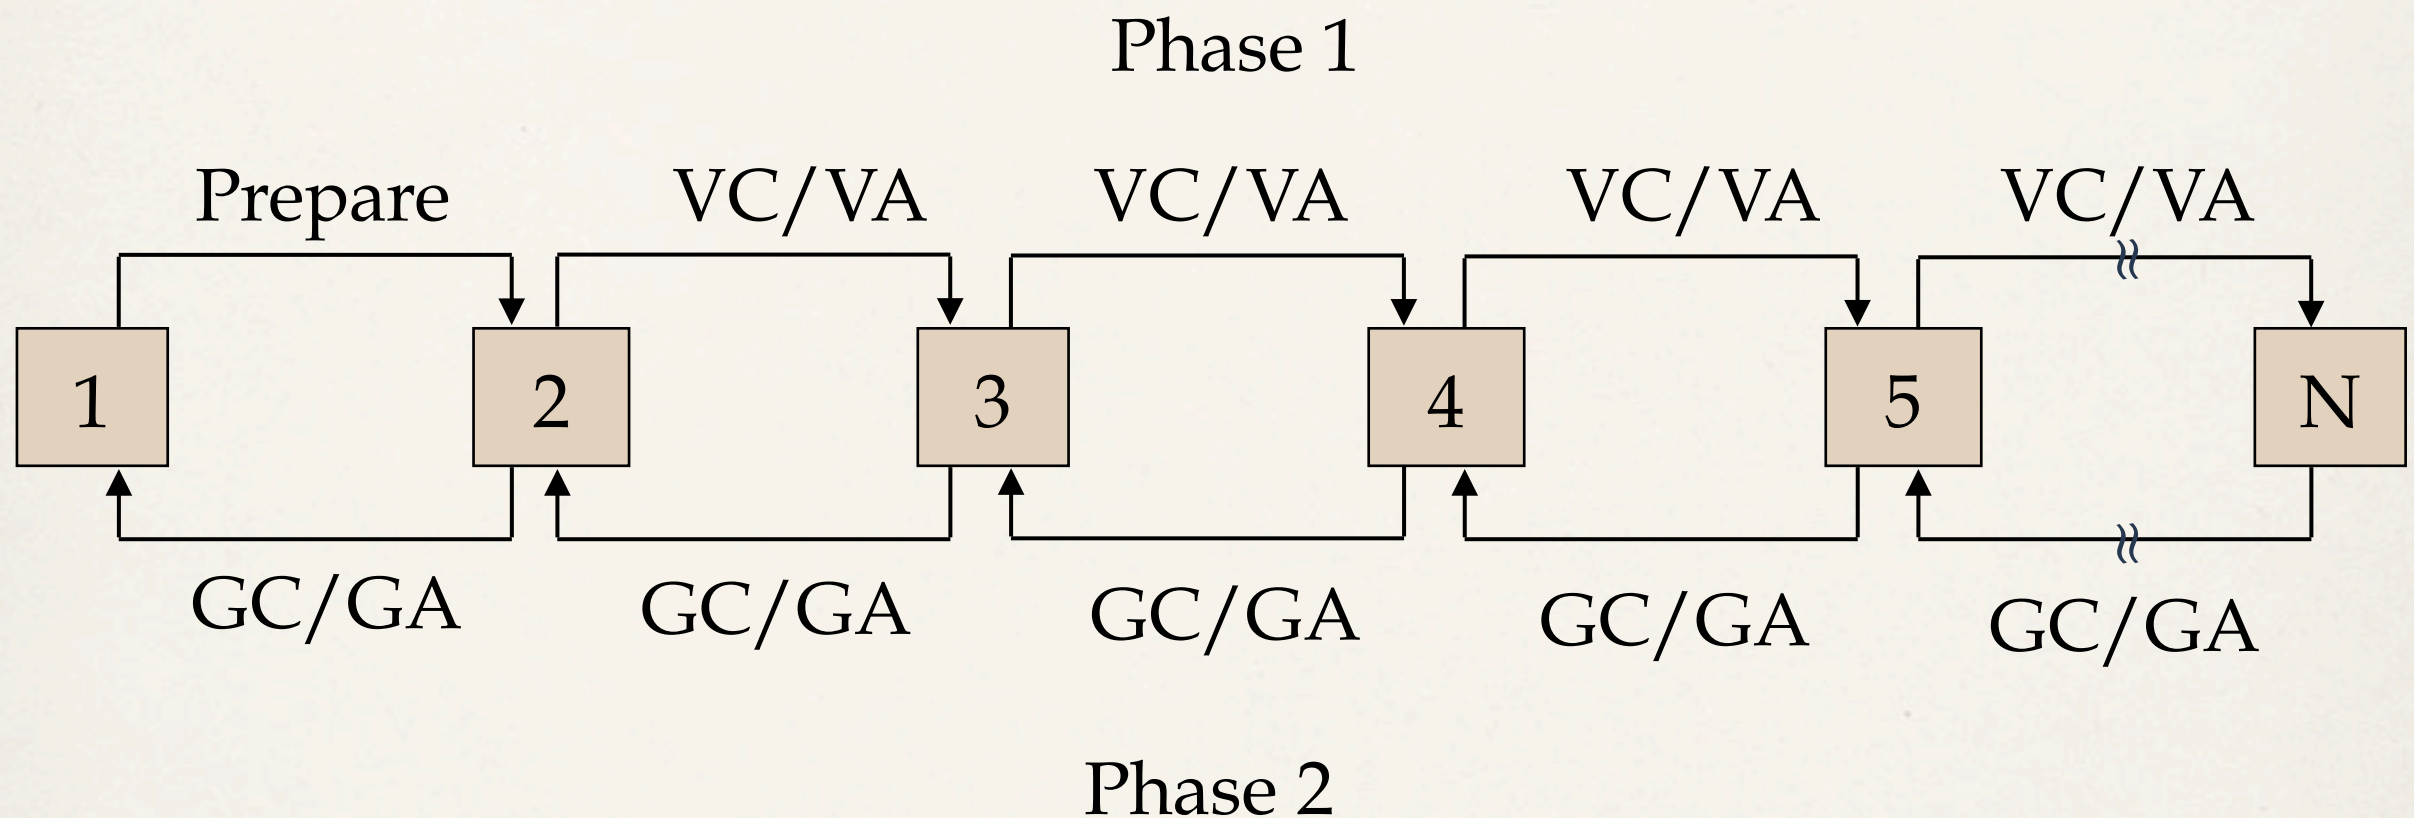 Phase 1
Prepare VC/VA VC/VA VC/VA VC/VA
1 2 3 4 5 N
GC/GA GC/GA GC/GA GC/GA GC/GA
Phase 2